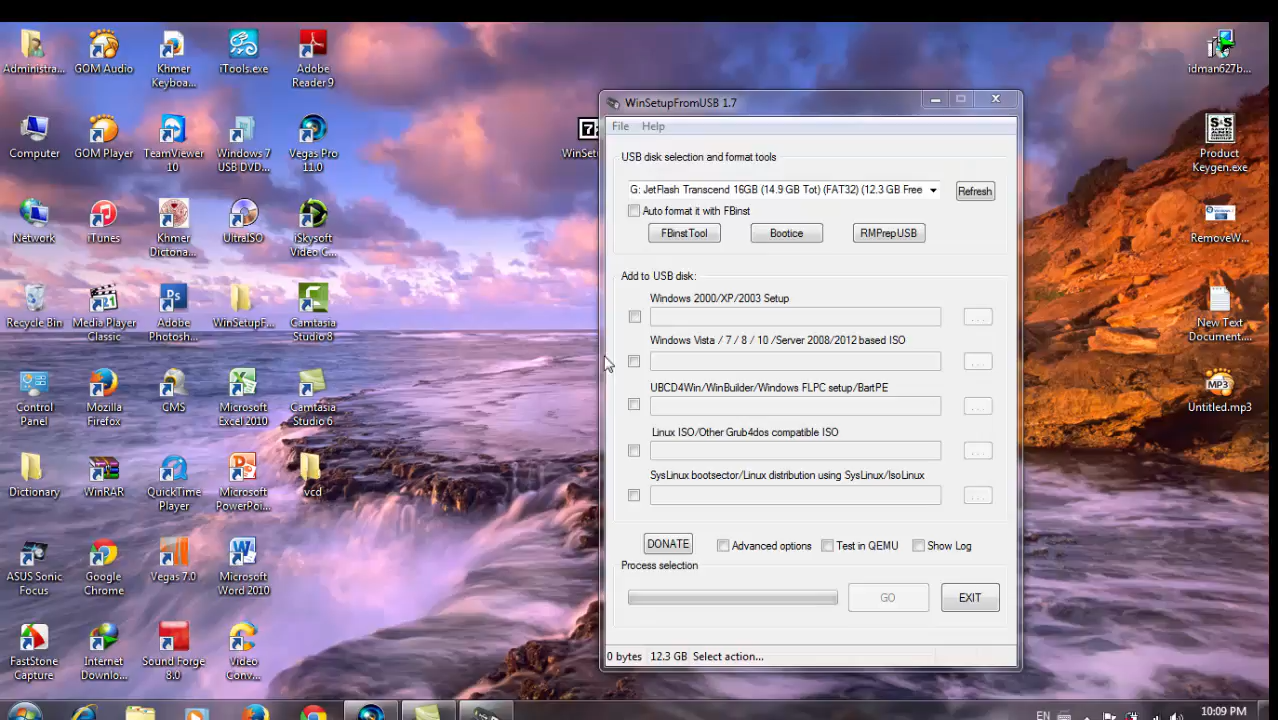 Administra...
GOM Audio
Khmer
Keyboa...
iTools.exe
Adobe
Reader 9
Computer
GOM Player
TeamViewer
10
Windows 7
USB DVD...
Vegas Pro
11.0
Network
iTunes
Khmer
Dictona...
UltraISO
iSkysoft
Video C...
Recycle Bin
Media Player
Classic
Adobe
Photosh...
WinSetupF...
Camtasia
Studio 8
Control
Panel
Mozilla
Firefox
CMS
Microsoft
Excel 2010
Camtasia
Studio 6
Dictionary
WinRAR
QuickTime
Player
Microsoft
PowerPoi...
vcd
ASUS Sonic
Focus
Google
Chrome
Vegas 7.0
Microsoft
Word 2010
FastStone
Capture
Internet
Downlo...
Sound Forge
8.0
Video
Conv...
WinSetu
WinSetupFromUSB 1.7
File Help
USB disk selection and format tools
G: JetFlash Transcend 16GB (14.9 GB Tot) (FAT32) (12.3 GB Free
Refresh
Auto format it with FBinst
FBinstTool Bootice RMPrepUSB
Add to USB disk:
Windows 2000/XP/2003 Setup
...
Windows Vista / 7 / 8 / 10 /Server 2008/2012 based ISO
...
UBCD4Win/WinBuilder/Windows FLPC setup/BartPE
...
Linux ISO/Other Grub4dos compatible ISO
...
SysLinux bootsector/Linux distribution using SysLinux/IsoLinux
...
DONATE Advanced options Test in QEMU Show Log
Process selection
GO EXIT
0 bytes 12.3 GB Select action...
idman627b...
Product
Keygen.exe
RemoveW...
New Text
Document....
MP3
Untitled.mp3
EN
10:09 PM